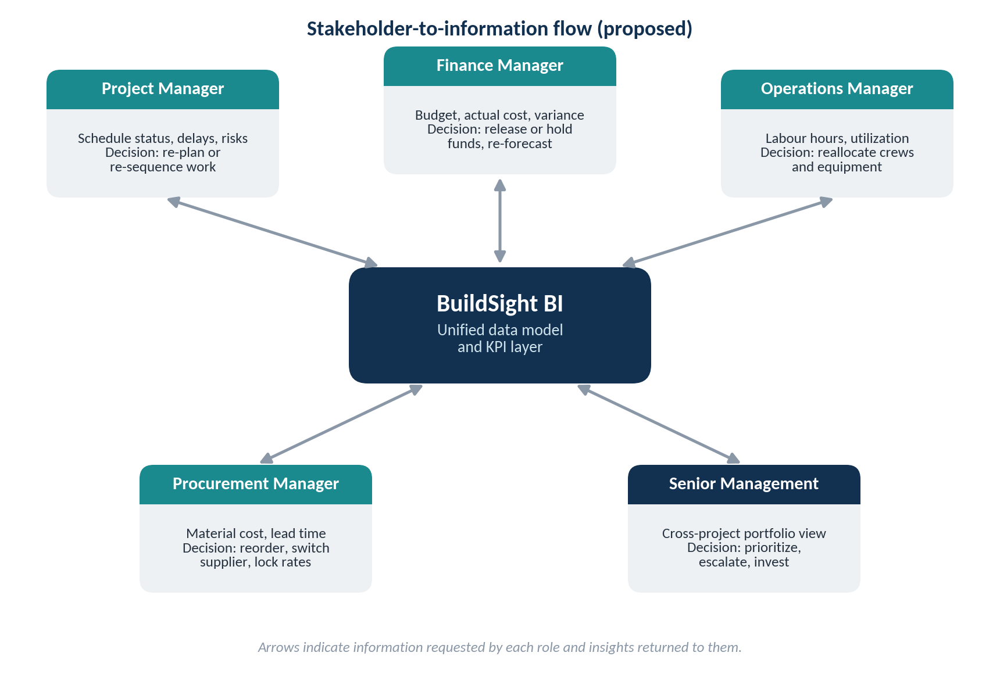 Stakeholder-to-information flow (proposed)
Project Manager
Schedule status, delays, risks
Decision: re-plan or
re-sequence work
Finance Manager
Budget, actual cost, variance
Decision: release or hold
funds, re-forecast
Operations Manager
Labour hours, utilization
Decision: reallocate crews
and equipment
BuildSight BI
Unified data model
and KPI layer
Procurement Manager
Material cost, lead time
Decision: reorder, switch
supplier, lock rates
Senior Management
Cross-project portfolio view
Decision: prioritize,
escalate, invest
Arrows indicate information requested by each role and insights returned to them.